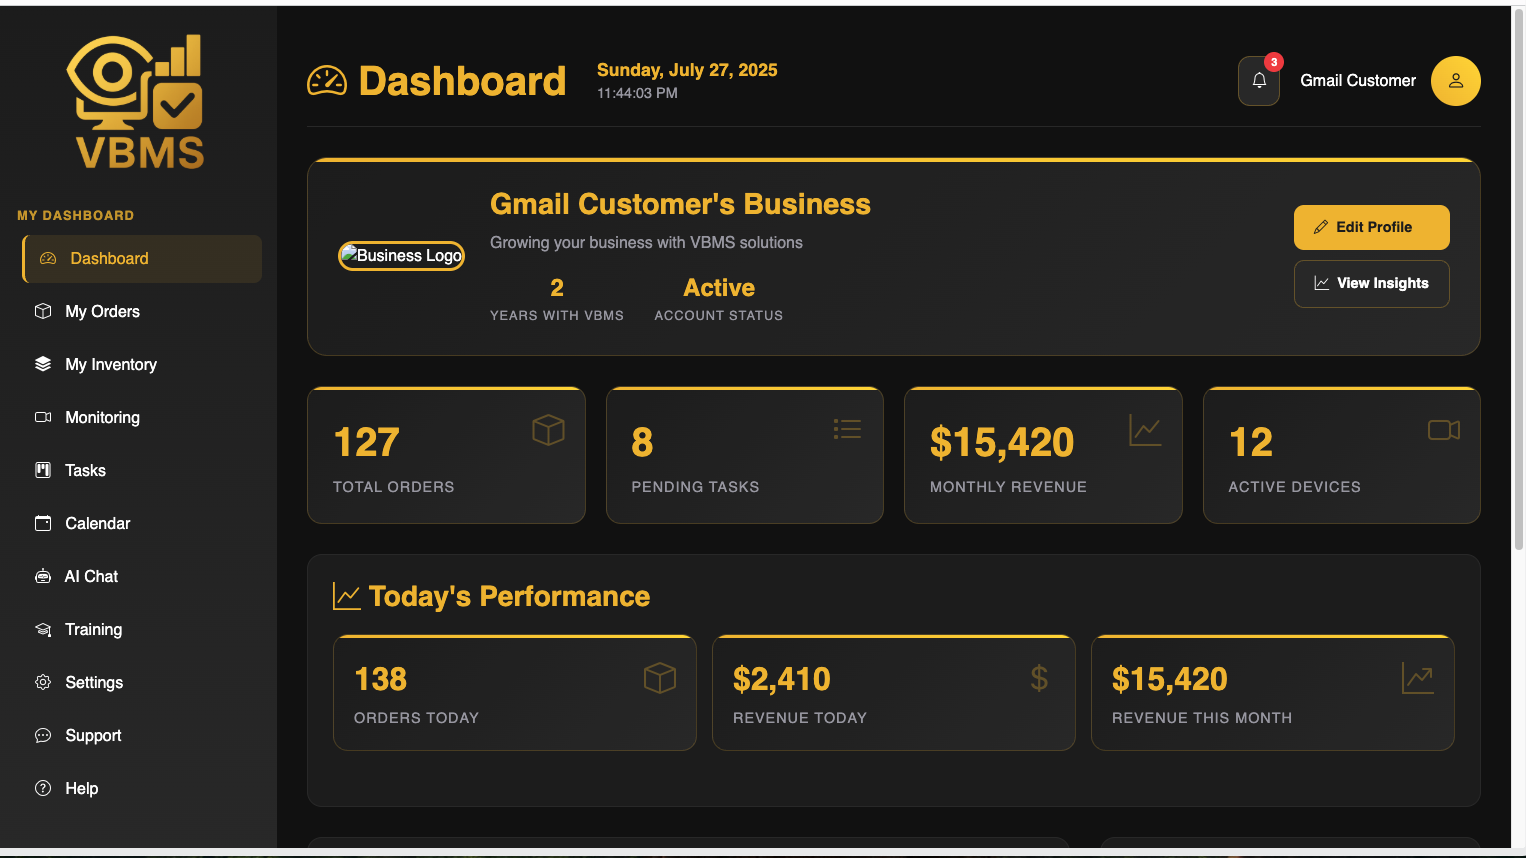 VBMS
MY DASHBOARD
Dashboard
My Orders
My Inventory
Monitoring
Tasks
Calendar
AI Chat
Training
Settings
Support
Help
Dashboard
Sunday, July 27, 2025
11:44:03 PM
3
Gmail Customer
Business Logo
Gmail Customer's Business
Growing your business with VBMS solutions
2
YEARS WITH VBMS
Active
ACCOUNT STATUS
Edit Profile
View Insights
127
TOTAL ORDERS
8
PENDING TASKS
$15,420
MONTHLY REVENUE
12
ACTIVE DEVICES
Today's Performance
138
ORDERS TODAY
$2,410
REVENUE TODAY
$
$15,420
REVENUE THIS MONTH